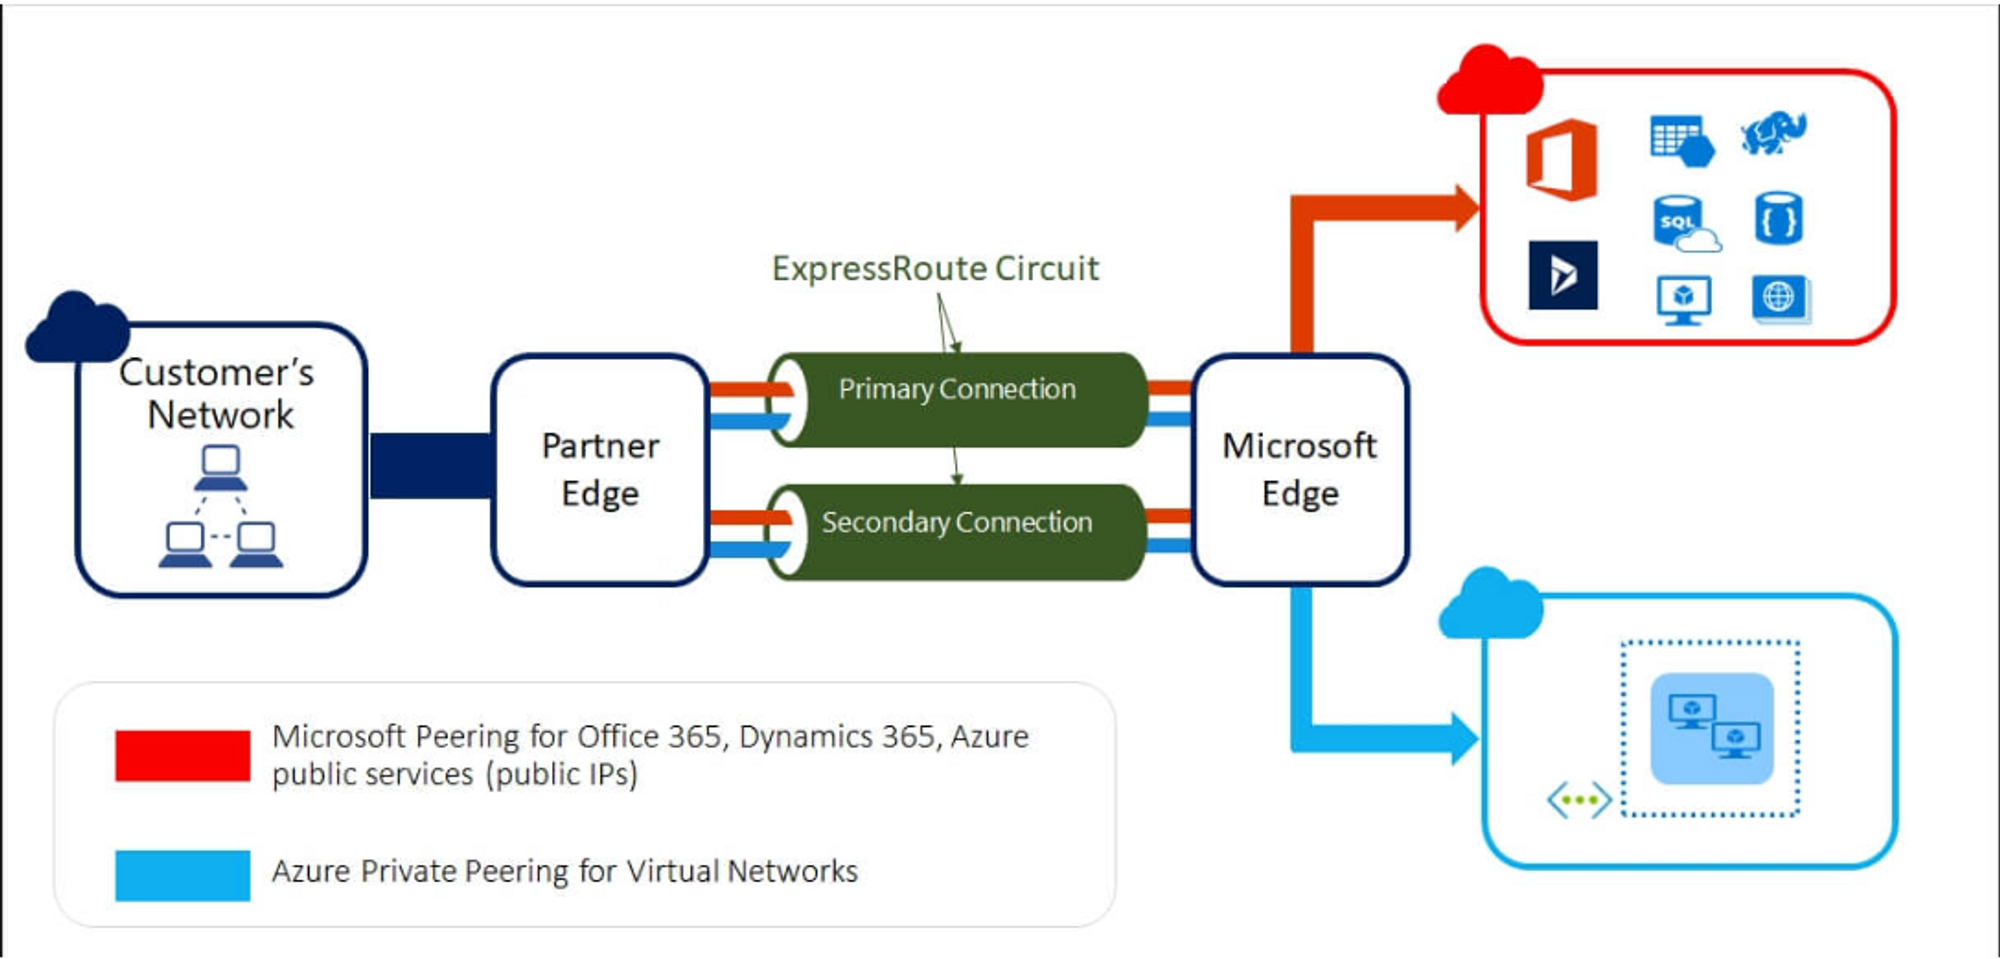 ExpressRoute Circuit
Customer's
Network
Partner
Edge
Primary Connection
Secondary Connection
Microsoft
Edge
SQL
Microsoft Peering for Office 365, Dynamics 365, Azure
public services (public IPs)
Azure Private Peering for Virtual Networks